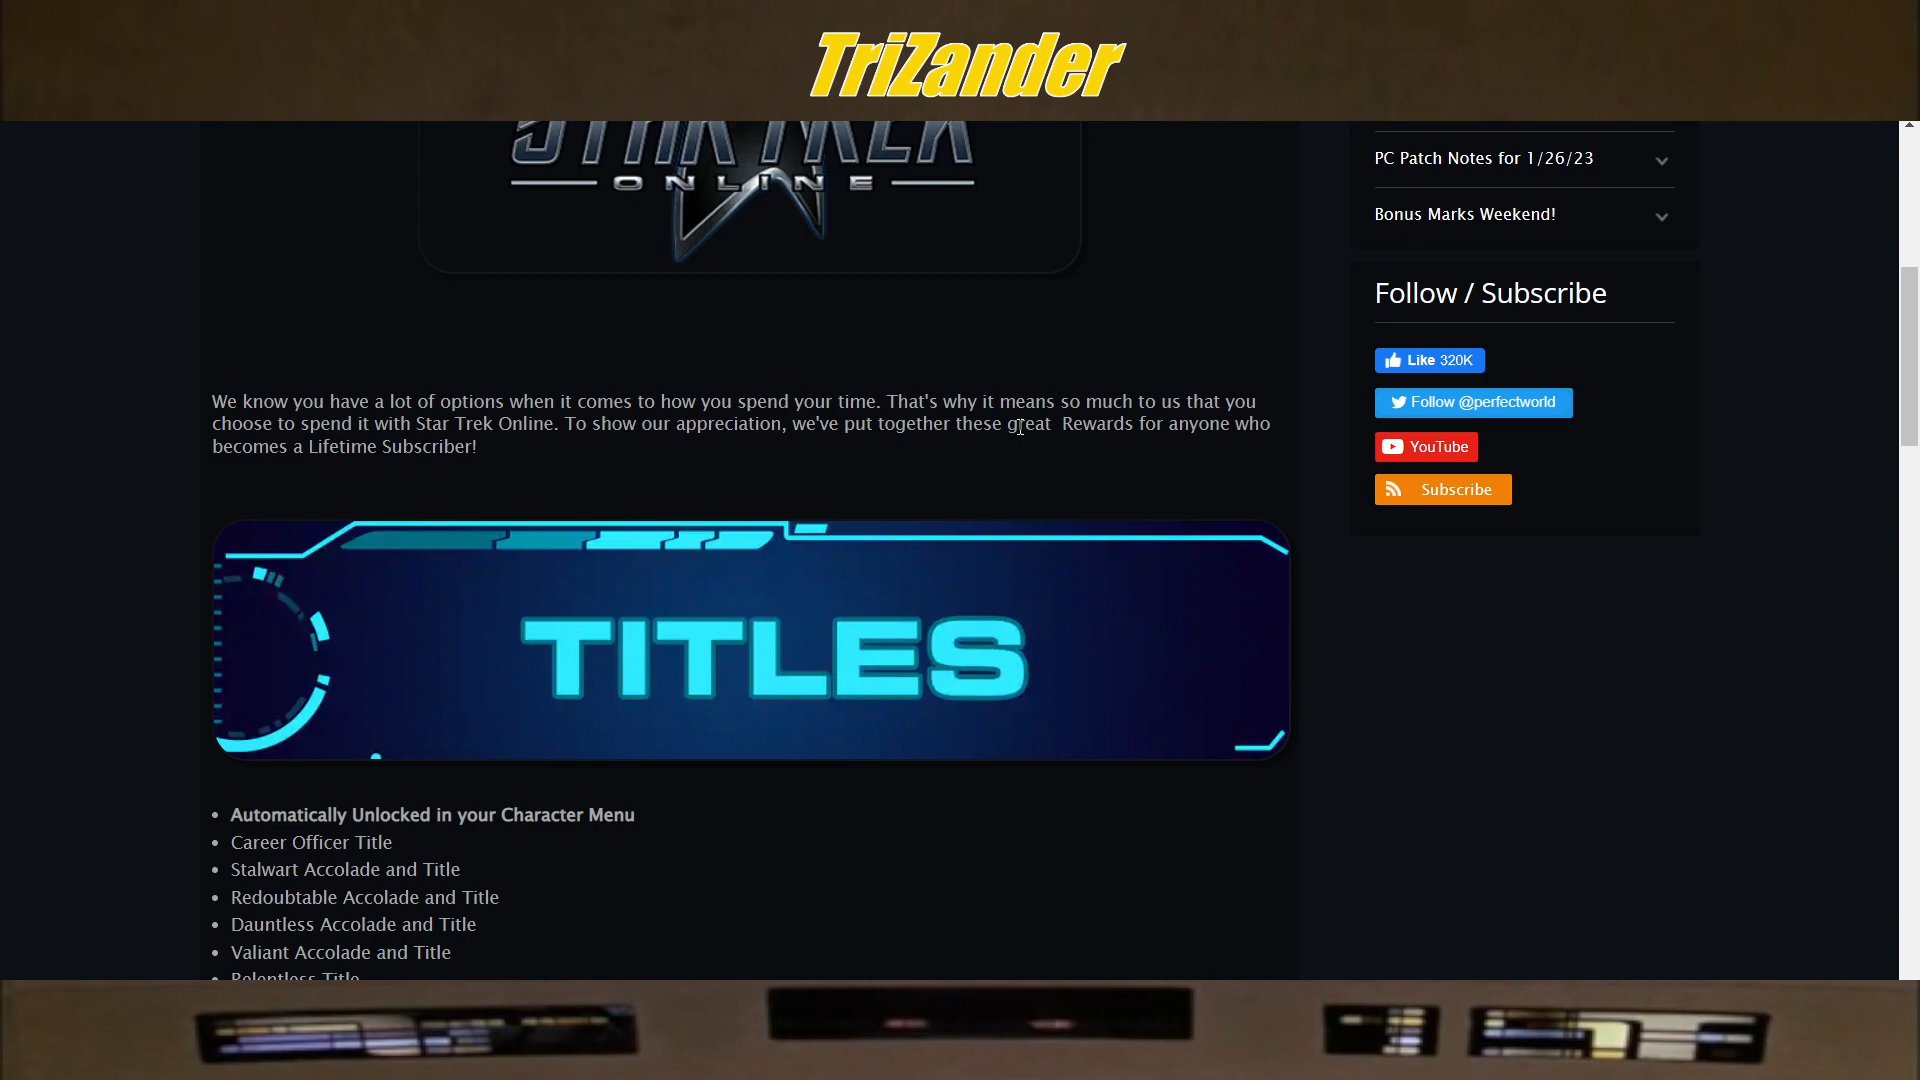 TriZander
STAR TREK
ONLINE
PC Patch Notes for 1/26/23
Bonus Marks Weekend!
Follow / Subscribe
Like 320K
Follow @perfectworld
YouTube
Subscribe
We know you have a lot of options when it comes to how you spend your time. That's why it means so much to us that you
choose to spend it with Star Trek Online. To show our appreciation, we've put together these great  Rewards for anyone who
becomes a Lifetime Subscriber!
TITLES
• Automatically Unlocked in your Character Menu
• Career Officer Title
• Stalwart Accolade and Title
• Redoubtable Accolade and Title
• Dauntless Accolade and Title
• Valiant Accolade and Title
• Relentless Title